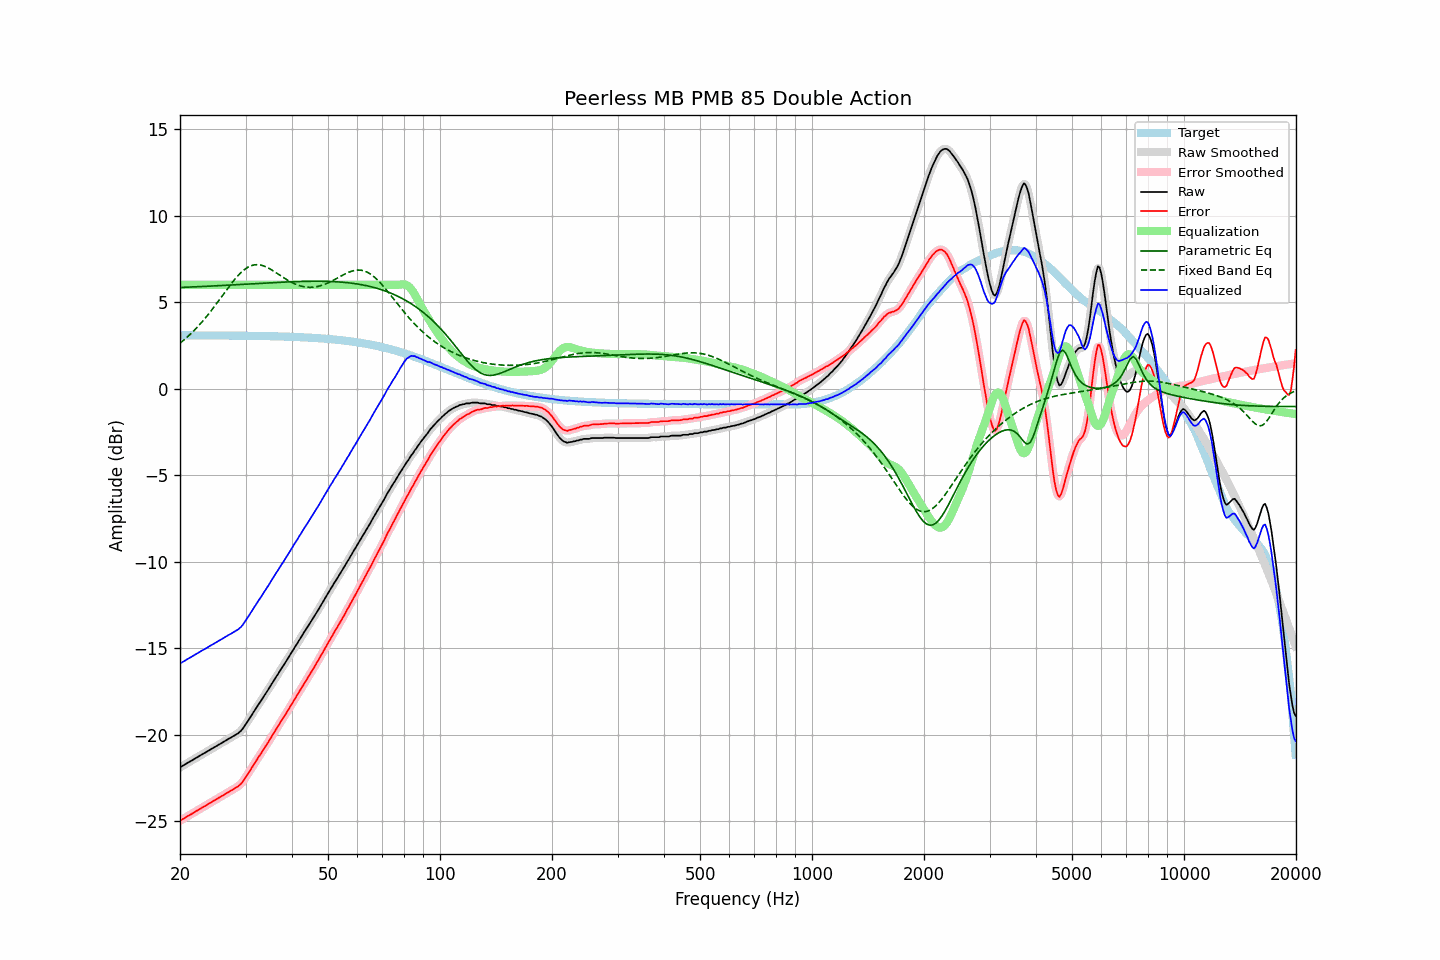 Peerless MB PMB 85 Double Action
Amplitude (dBr)
15
10
5
0
−5
−10
−15
−20
−25
Target
Raw Smoothed
Error Smoothed
Raw
Error
Equalization
Parametric Eq
Fixed Band Eq
Equalized
20 50 100 200 500 1000 2000 5000 10000 20000
Frequency (Hz)